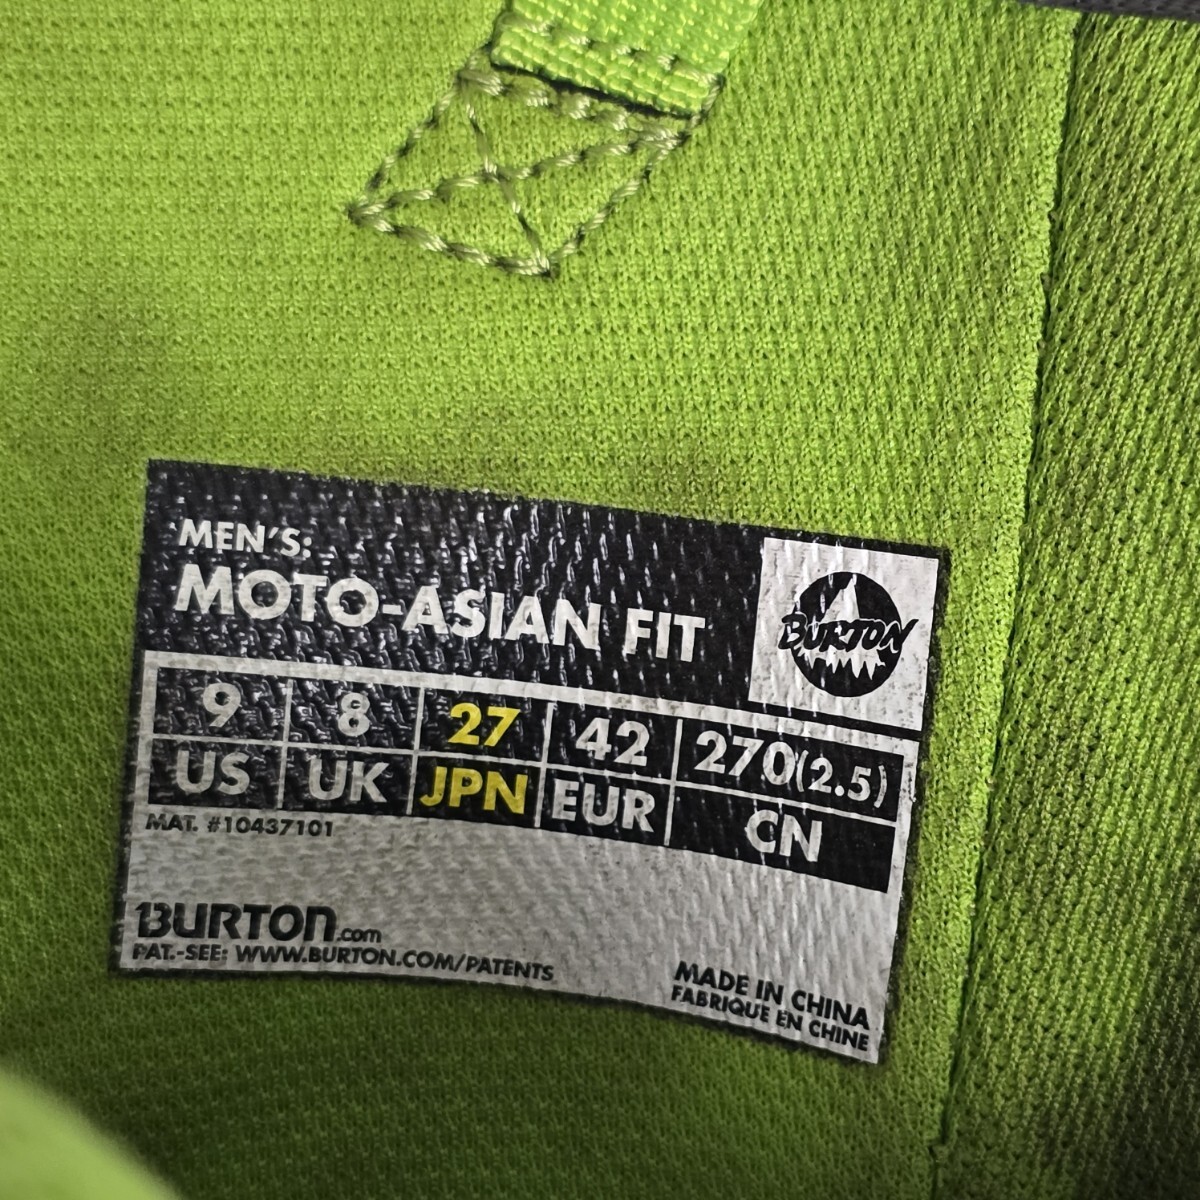 MEN'S:
MOTO-ASIAN FIT
BURTON
9 8 27 42 270(2.5)
US UK JPN EUR CN
MAT. #10437101
BURTON.com
PAT.-SEE: WWW.BURTON.COM/PATENTS
MADE IN CHINA
FABRIQUE EN CHINE